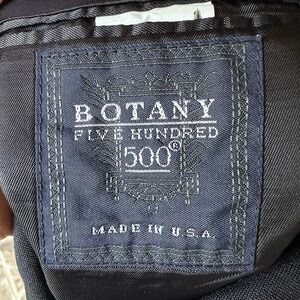 BOTANY
FIVE HUNDRED
500®
MADE IN U.S.A.